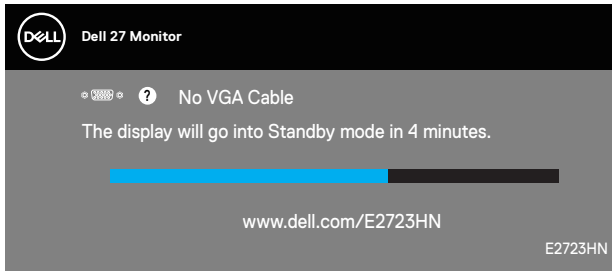 DELL
Dell 27 Monitor
? No VGA Cable
The display will go into Standby mode in 4 minutes.
www.dell.com/E2723HN
E2723HN